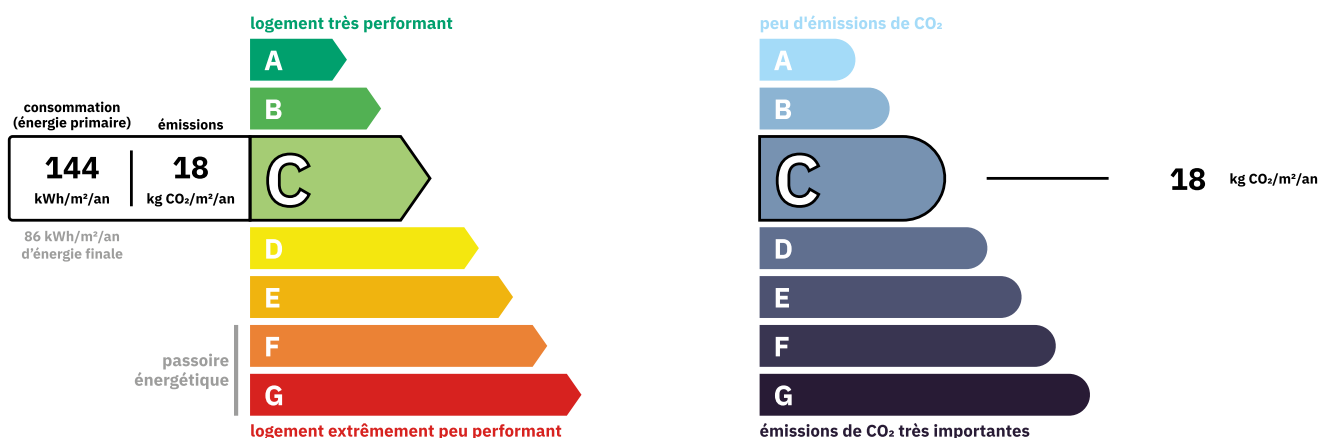 logement très performant
A
B
consommation
(énergie primaire)
émissions
144
kWh/m²/an
18
kg CO₂/m²/an
C
86 kWh/m²/an
d'énergie finale
D
E
F
passoire
énergétique
G
logement extrêmement peu performant
peu d'émissions de CO₂
A
B
C
18 kg CO₂/m²/an
D
E
F
G
émissions de CO₂ très importantes